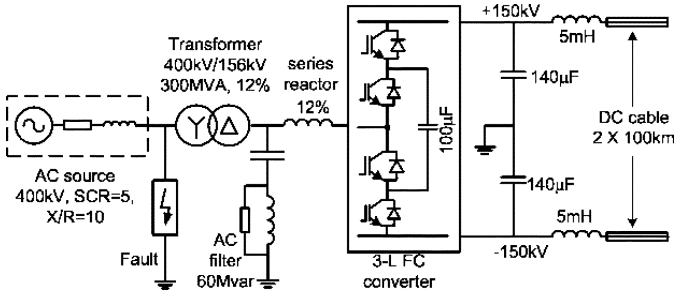 +150kV
5mH
Transformer
400kV/156kV
300MVA, 12%
series
reactor
12%
140µF
100µF
DC cable
2 X 100km
AC source
400kV, SCR=5,
X/R=10
140µF
Fault
AC
filter
60Mvar
5mH
-150kV
3-L FC
converter